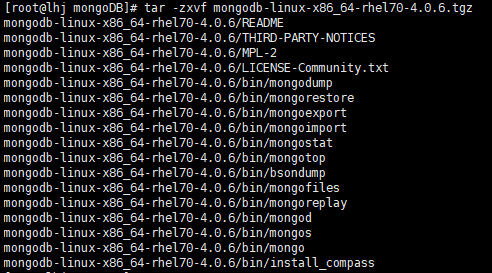 [root@lhj mongoDB]# tar -zxvf mongodb-linux-x86_64-rhel70-4.0.6.tgz
mongodb-linux-x86_64-rhel70-4.0.6/README
mongodb-linux-x86_64-rhel70-4.0.6/THIRD-PARTY-NOTICES
mongodb-linux-x86_64-rhel70-4.0.6/MPL-2
mongodb-linux-x86_64-rhel70-4.0.6/LICENSE-Community.txt
mongodb-linux-x86_64-rhel70-4.0.6/bin/mongodump
mongodb-linux-x86_64-rhel70-4.0.6/bin/mongorestore
mongodb-linux-x86_64-rhel70-4.0.6/bin/mongoexport
mongodb-linux-x86_64-rhel70-4.0.6/bin/mongoimport
mongodb-linux-x86_64-rhel70-4.0.6/bin/mongostat
mongodb-linux-x86_64-rhel70-4.0.6/bin/mongotop
mongodb-linux-x86_64-rhel70-4.0.6/bin/bsondump
mongodb-linux-x86_64-rhel70-4.0.6/bin/mongofiles
mongodb-linux-x86_64-rhel70-4.0.6/bin/mongoreplay
mongodb-linux-x86_64-rhel70-4.0.6/bin/mongod
mongodb-linux-x86_64-rhel70-4.0.6/bin/mongos
mongodb-linux-x86_64-rhel70-4.0.6/bin/mongo
mongodb-linux-x86_64-rhel70-4.0.6/bin/install_compass